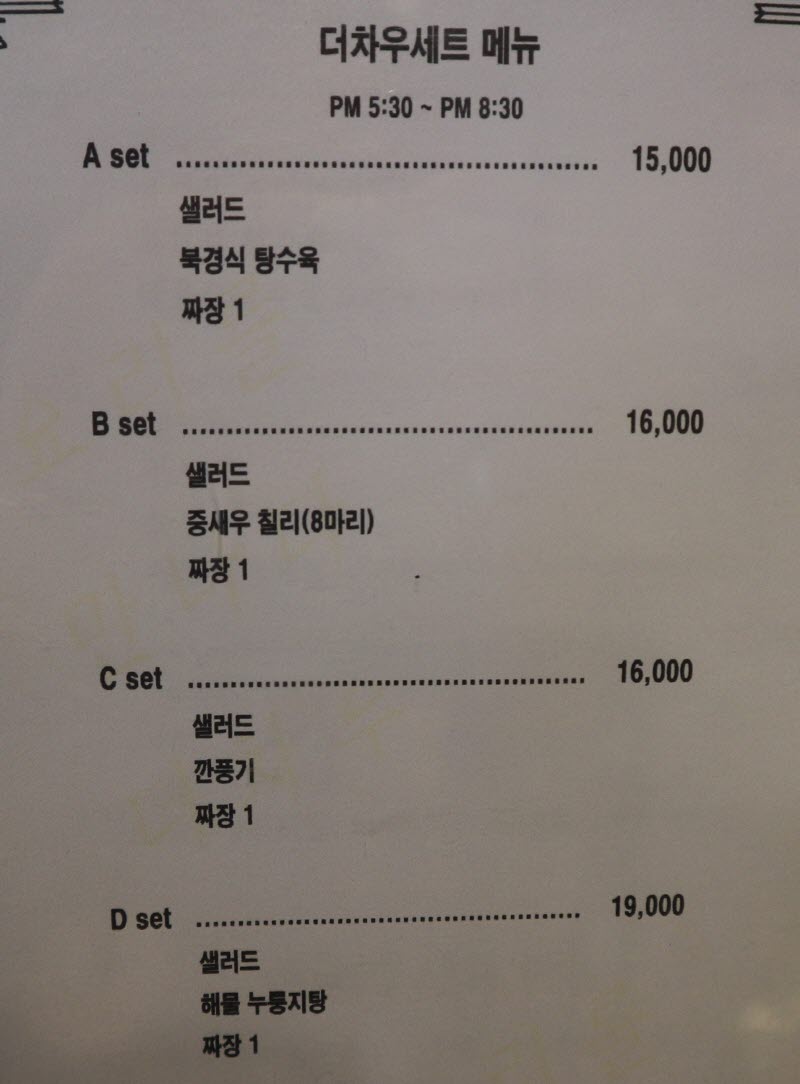 더차우세트 메뉴
PM 5:30 ~ PM 8:30
A set ................................................ 15,000
샐러드
북경식 탕수육
짜장 1
B set ................................................ 16,000
샐러드
중새우 칠리(8마리)
짜장 1
C set ................................................ 16,000
샐러드
깐풍기
짜장 1
D set ................................................ 19,000
샐러드
해물 누룽지탕
짜장 1